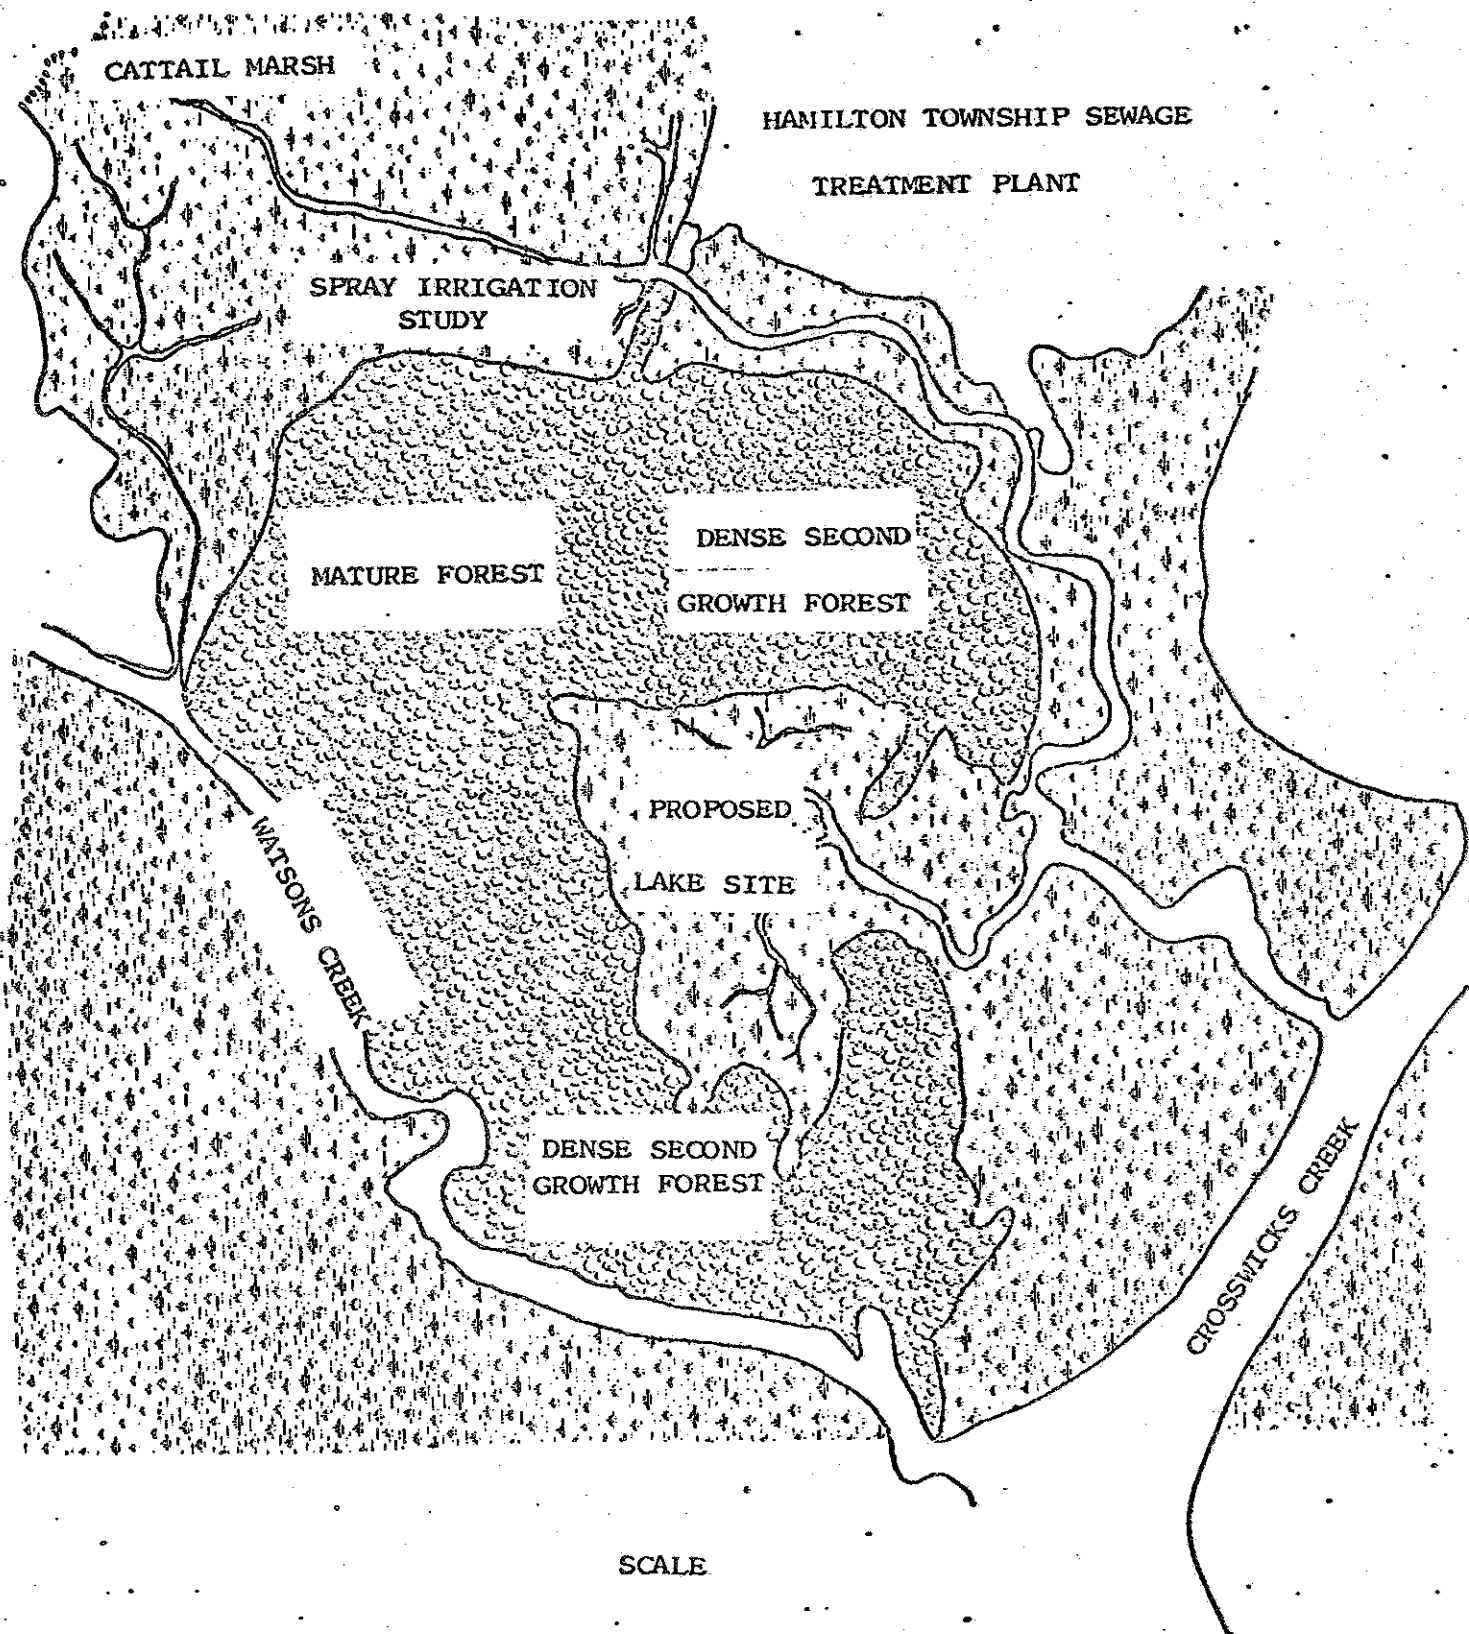 CATTAIL MARSH
HAMILTON TOWNSHIP SEWAGE
TREATMENT PLANT
SPRAY IRRIGATION
STUDY
MATURE FOREST
DENSE SECOND
GROWTH FOREST
PROPOSED
LAKE SITE
WATSONS CREEK
DENSE SECOND
GROWTH FOREST
CROSSWICKS CREEK
SCALE